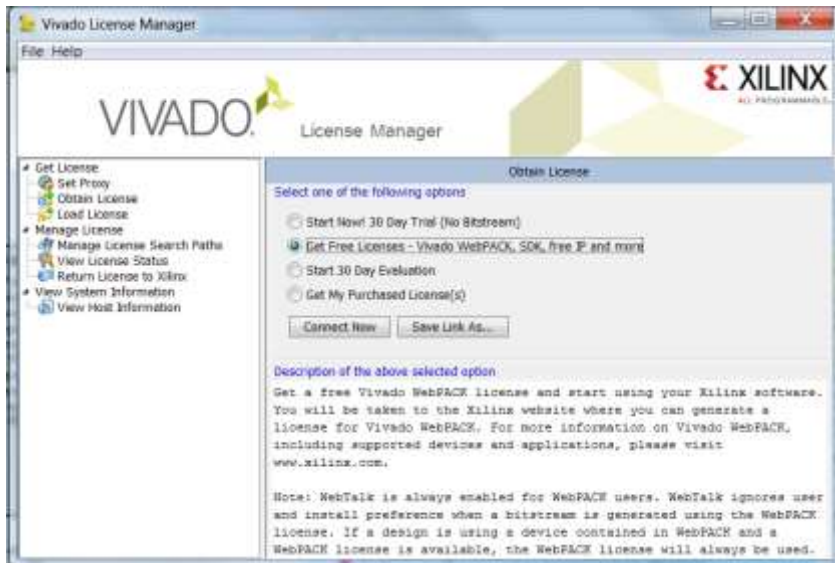 Vivado License Manager
File Help
VIVADO.
License Manager
XILINX
ALL PROGRAMMABLE
Get License
Set Proxy
Obtain License
Load License
Manage License
Manage License Search Paths
View License Status
Return License to Xilinx
View System Information
View Host Information
Obtain License
Select one of the following options
Start Now! 30 Day Trial (No Bitstream)
Get Free Licenses - Vivado WebPACK, SDK, free IP and more
Start 30 Day Evaluation
Get My Purchased License(s)
Connect Now Save Link As...
Description of the above selected option
Get a free Vivado WebPACK license and start using your Xilinx software.
You will be taken to the Xilinx website where you can generate a
license for Vivado WebPACK. For more information on Vivado WebPACK,
including supported devices and applications, please visit
www.xilinx.com.
Note: WebTalk is always enabled for WebPACK users. WebTalk ignores user
and install preference when a bitstream is generated using the WebPACK
license. If a design is using a device contained in WebPACK and a
WebPACK license is available, the WebPACK license will always be used.